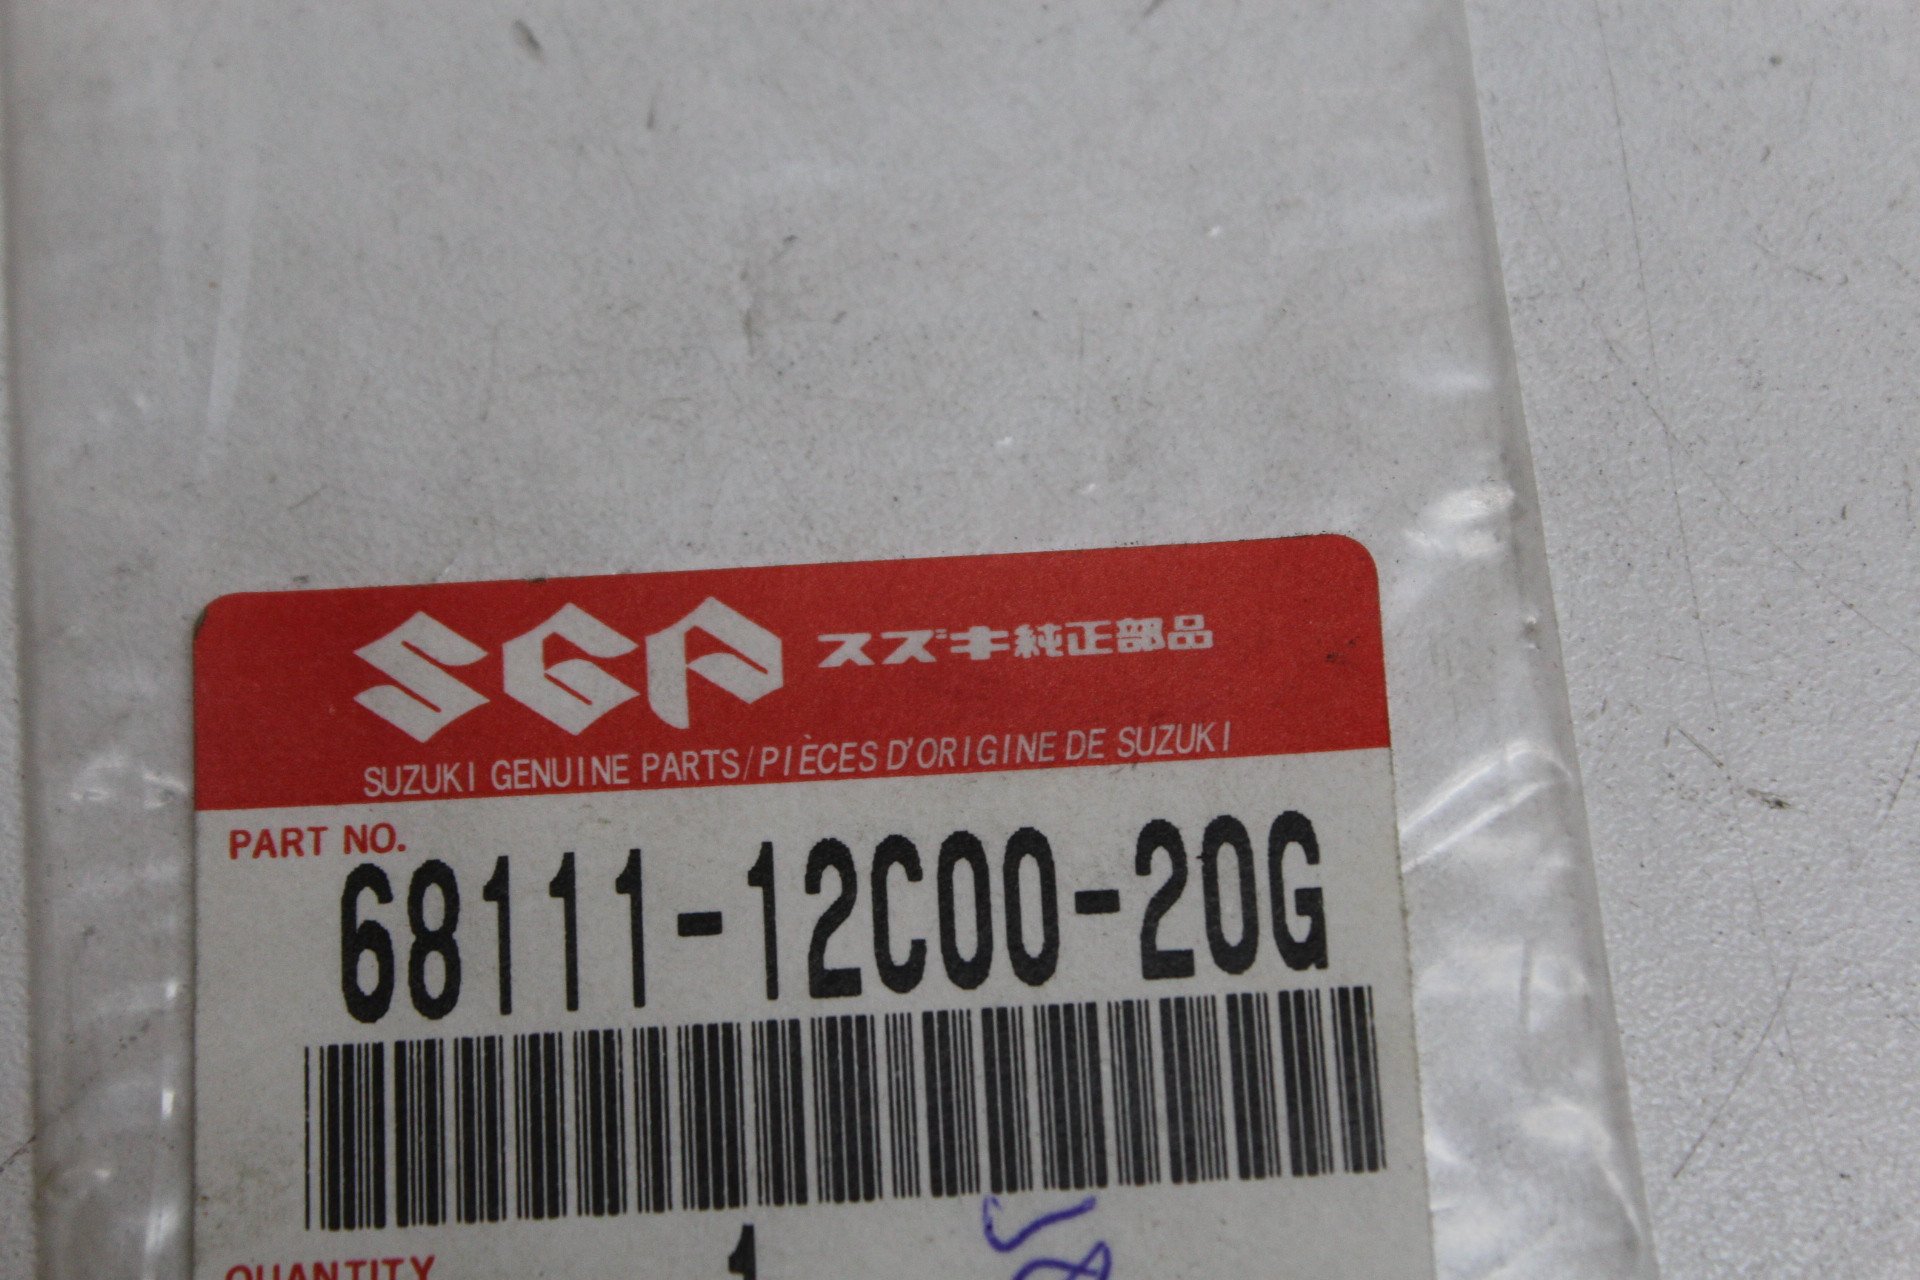 SGP スズキ純正部品
SUZUKI GENUINE PARTS/PIÈCES D'ORIGINE DE SUZUKI
PART NO.
68111-12C00-20G
QUANTITY 1